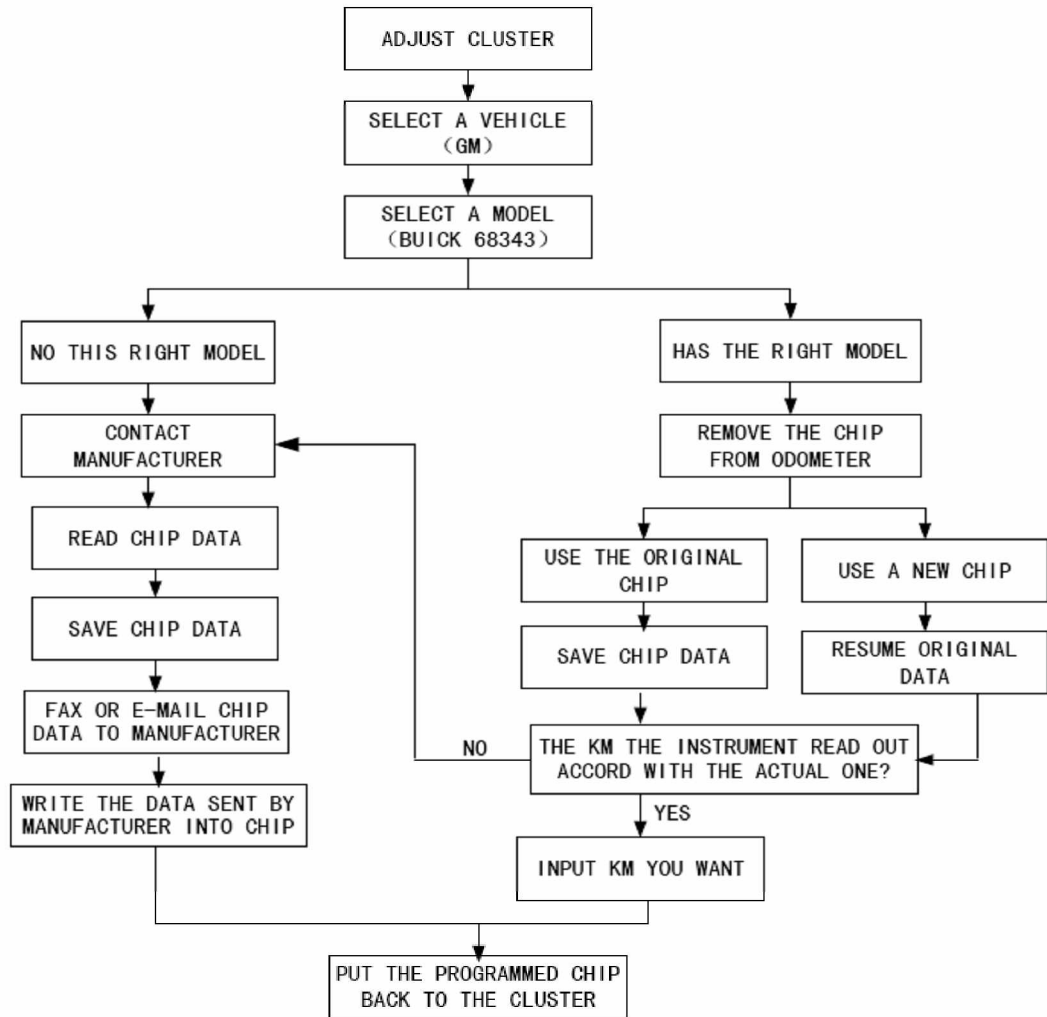 ADJUST CLUSTER
SELECT A VEHICLE
（GM）
SELECT A MODEL
（BUICK 68343）
NO THIS RIGHT MODEL
HAS THE RIGHT MODEL
CONTACT
MANUFACTURER
REMOVE THE CHIP
FROM ODOMETER
READ CHIP DATA
USE THE ORIGINAL
CHIP
USE A NEW CHIP
SAVE CHIP DATA
SAVE CHIP DATA
RESUME ORIGINAL
DATA
FAX OR E-MAIL CHIP
DATA TO MANUFACTURER
NO
THE KM THE INSTRUMENT READ OUT
ACCORD WITH THE ACTUAL ONE?
WRITE THE DATA SENT BY
MANUFACTURER INTO CHIP
YES
INPUT KM YOU WANT
PUT THE PROGRAMMED CHIP
BACK TO THE CLUSTER